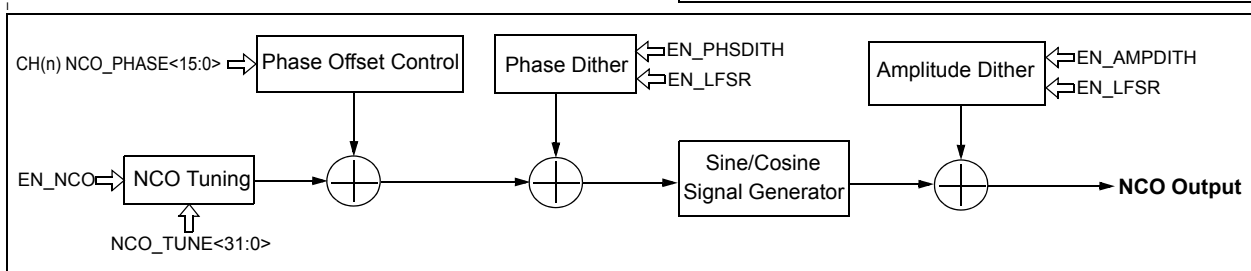 CH(n) NCO_PHASE<15:0>
Phase Offset Control
Phase Dither
EN_PHSDITH
EN_LFSR
Amplitude Dither
EN_AMPDITH
EN_LFSR
EN_NCO
NCO Tuning
NCO_TUNE<31:0>
Sine/Cosine
Signal Generator
NCO Output